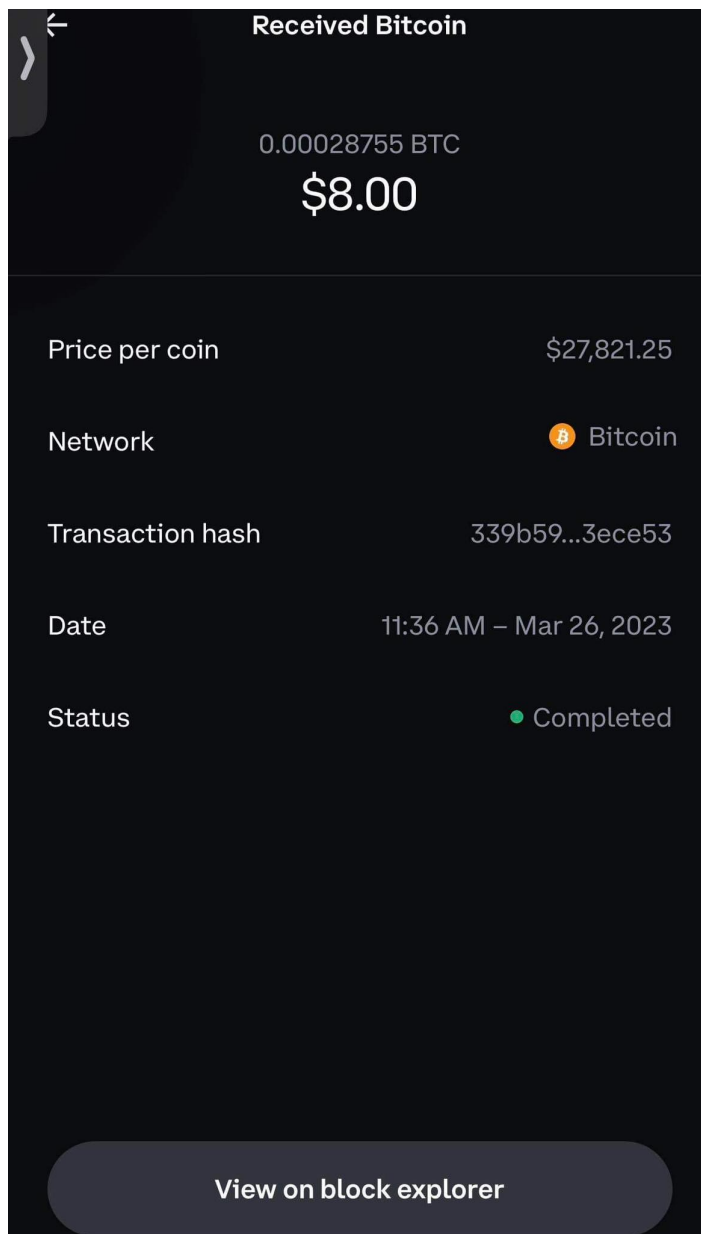 Received Bitcoin
0.00028755 BTC
$8.00
Price per coin $27,821.25
Network Bitcoin
Transaction hash 339b59...3ece53
Date 11:36 AM – Mar 26, 2023
Status Completed
View on block explorer